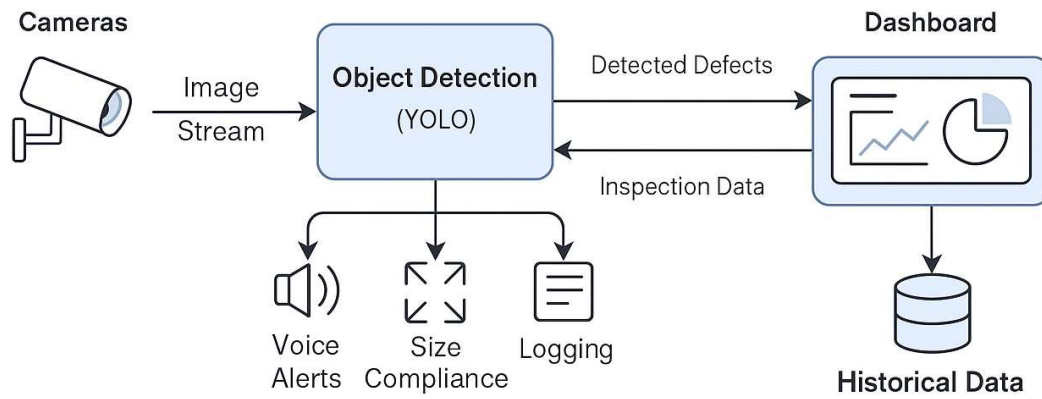 Cameras
Dashboard
Image
Stream
Object Detection
(YOLO)
Detected Defects
Inspection Data
Voice
Alerts
Size
Compliance
Logging
Historical Data